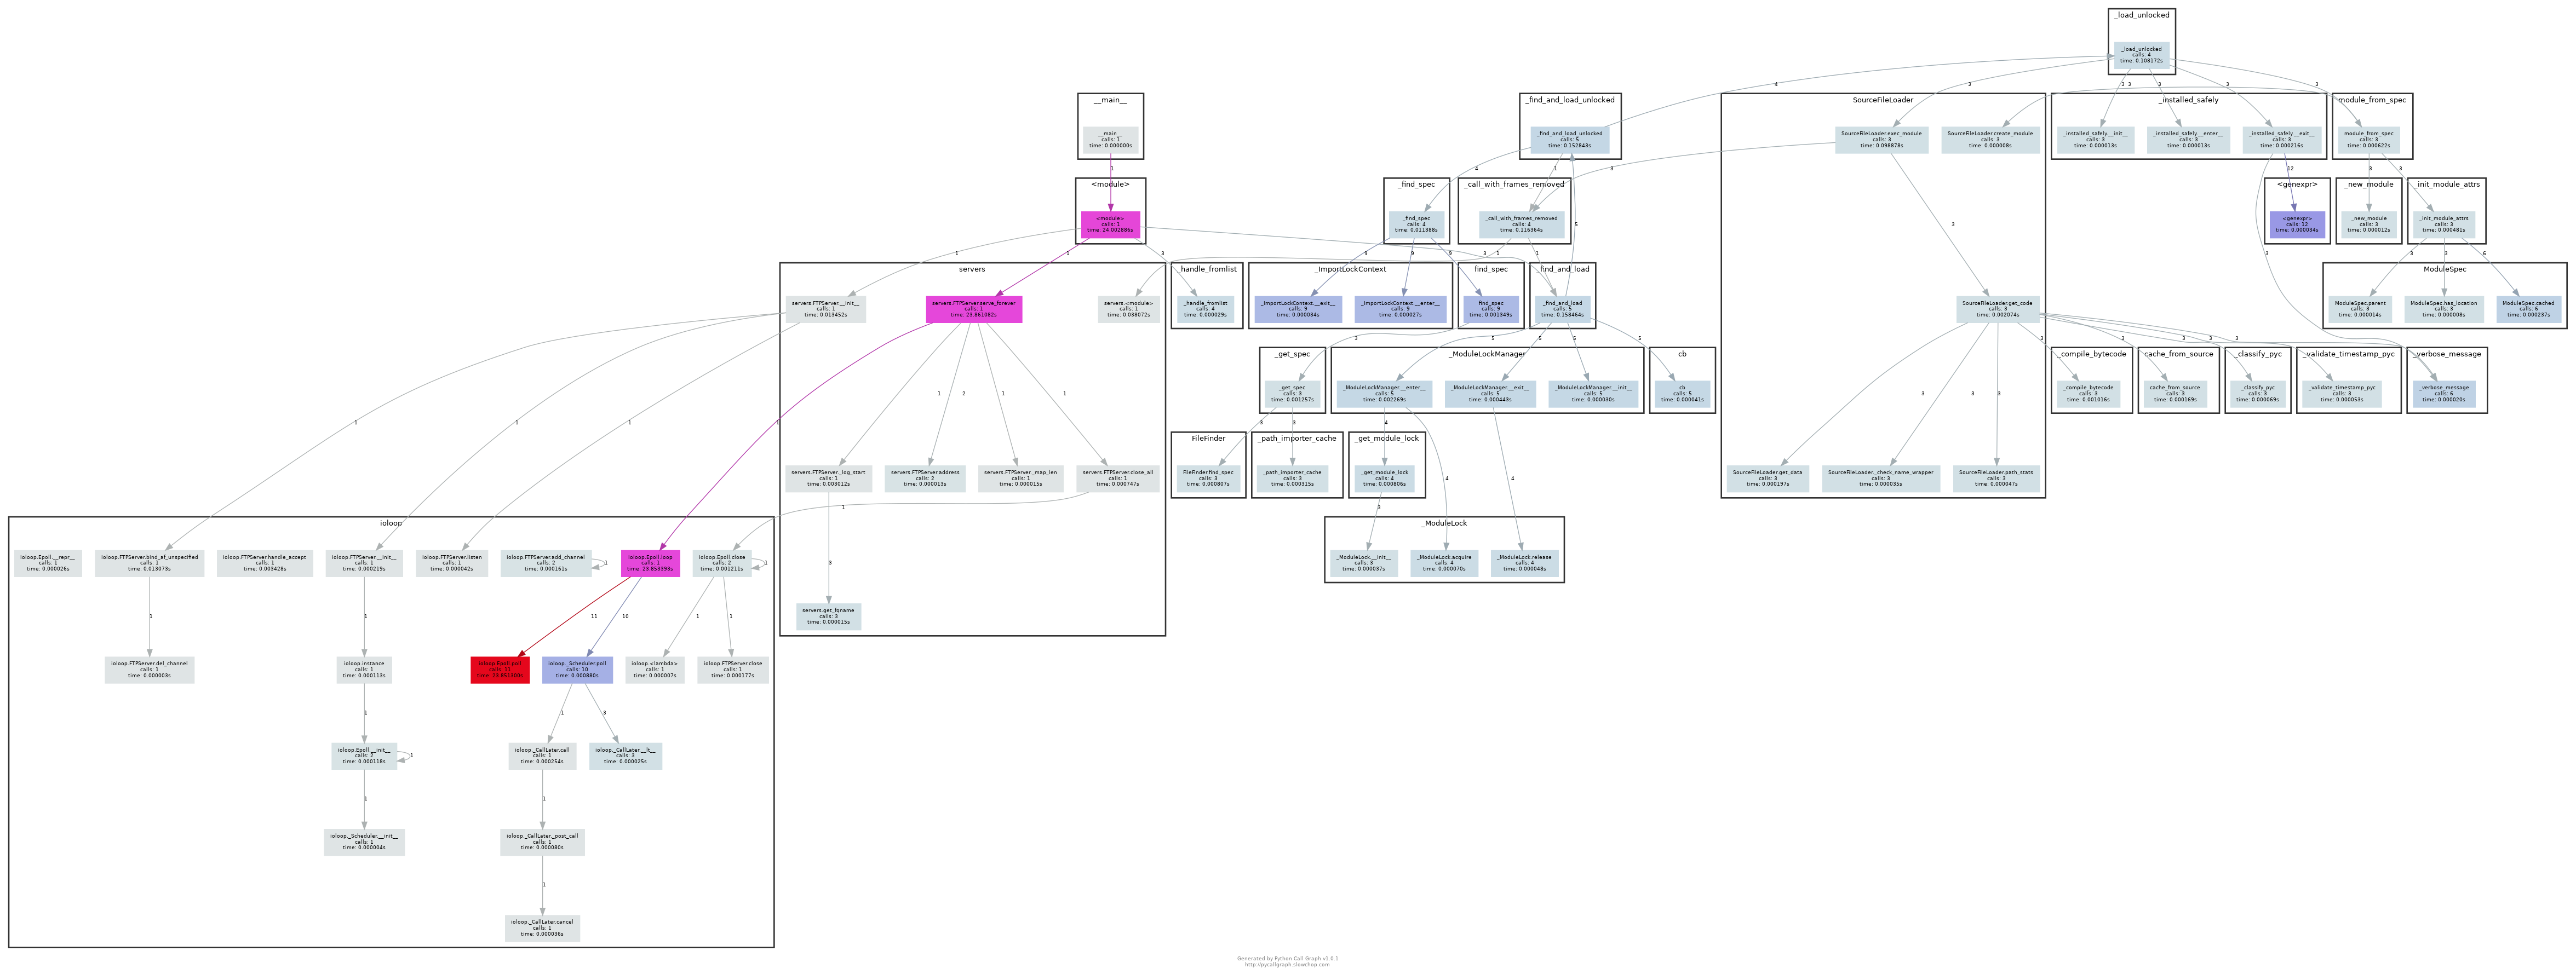 _load_unlocked
_load_unlocked
calls: 4
time: 0.108172s
__main__
__main__
calls: 1
time: 0.000000s
_find_and_load_unlocked
_find_and_load_unlocked
calls: 5
time: 0.152843s
SourceFileLoader
SourceFileLoader.exec_module
calls: 3
time: 0.098878s
SourceFileLoader.create_module
calls: 3
time: 0.000008s
_installed_safely
_installed_safely.__init__
calls: 3
time: 0.000013s
_installed_safely.__enter__
calls: 3
time: 0.000013s
_installed_safely.__exit__
calls: 3
time: 0.000216s
module_from_spec
module_from_spec
calls: 3
time: 0.000622s
<module>
<module>
calls: 1
time: 24.002886s
_find_spec
_find_spec
calls: 4
time: 0.011388s
_call_with_frames_removed
_call_with_frames_removed
calls: 4
time: 0.116364s
<genexpr>
<genexpr>
calls: 12
time: 0.000034s
_new_module
_new_module
calls: 3
time: 0.000012s
_init_module_attrs
_init_module_attrs
calls: 3
time: 0.000481s
servers
servers.FTPServer.__init__
calls: 1
time: 0.013452s
servers.FTPServer.serve_forever
calls: 1
time: 23.861082s
servers.<module>
calls: 1
time: 0.038072s
_handle_fromlist
_handle_fromlist
calls: 4
time: 0.000029s
_ImportLockContext
_ImportLockContext.__exit__
calls: 9
time: 0.000034s
_ImportLockContext.__enter__
calls: 9
time: 0.000027s
find_spec
find_spec
calls: 9
time: 0.001349s
_find_and_load
_find_and_load
calls: 5
time: 0.158464s
SourceFileLoader.get_code
calls: 3
time: 0.002074s
ModuleSpec
ModuleSpec.parent
calls: 3
time: 0.000014s
ModuleSpec.has_location
calls: 3
time: 0.000008s
ModuleSpec.cached
calls: 6
time: 0.000237s
_get_spec
_get_spec
calls: 3
time: 0.001257s
_ModuleLockManager
_ModuleLockManager.__enter__
calls: 5
time: 0.002269s
_ModuleLockManager.__exit__
calls: 5
time: 0.000443s
_ModuleLockManager.__init__
calls: 5
time: 0.000030s
cb
cb
calls: 5
time: 0.000041s
_compile_bytecode
_compile_bytecode
calls: 3
time: 0.001016s
cache_from_source
cache_from_source
calls: 3
time: 0.000169s
_classify_pyc
_classify_pyc
calls: 3
time: 0.000069s
_validate_timestamp_pyc
_validate_timestamp_pyc
calls: 3
time: 0.000053s
_verbose_message
_verbose_message
calls: 6
time: 0.000020s
servers.FTPServer._log_start
calls: 1
time: 0.003012s
servers.FTPServer.address
calls: 2
time: 0.000013s
servers.FTPServer._map_len
calls: 1
time: 0.000015s
servers.FTPServer.close_all
calls: 1
time: 0.000747s
FileFinder
FileFinder.find_spec
calls: 3
time: 0.000807s
_path_importer_cache
_path_importer_cache
calls: 3
time: 0.000315s
_get_module_lock
_get_module_lock
calls: 4
time: 0.000806s
SourceFileLoader.get_data
calls: 3
time: 0.000197s
SourceFileLoader._check_name_wrapper
calls: 3
time: 0.000035s
SourceFileLoader.path_stats
calls: 3
time: 0.000047s
ioloop
ioloop.Epoll.__repr__
calls: 1
time: 0.000026s
ioloop.FTPServer.bind_af_unspecified
calls: 1
time: 0.013073s
ioloop.FTPServer.handle_accept
calls: 1
time: 0.003428s
ioloop.FTPServer.__init__
calls: 1
time: 0.000219s
ioloop.FTPServer.listen
calls: 1
time: 0.000042s
ioloop.FTPServer.add_channel
calls: 2
time: 0.000161s
ioloop.Epoll.loop
calls: 1
time: 23.853393s
ioloop.Epoll.close
calls: 2
time: 0.001211s
_ModuleLock
_ModuleLock.__init__
calls: 3
time: 0.000037s
_ModuleLock.acquire
calls: 4
time: 0.000070s
_ModuleLock.release
calls: 4
time: 0.000048s
servers.get_fqname
calls: 3
time: 0.000015s
ioloop.FTPServer.del_channel
calls: 1
time: 0.000003s
ioloop.instance
calls: 1
time: 0.000113s
ioloop.Epoll.poll
calls: 11
ioloop._Scheduler.poll
calls: 10
time: 0.000880s
ioloop.<lambda>
calls: 1
time: 0.000007s
ioloop.FTPServer.close
calls: 1
time: 0.000177s
ioloop.Epoll.__init__
calls: 2
time: 0.000118s
ioloop._CallLater.call
calls: 1
time: 0.000254s
ioloop._CallLater.__lt__
calls: 3
time: 0.000025s
ioloop._Scheduler.__init__
calls: 1
time: 0.000004s
ioloop._CallLater._post_call
calls: 1
time: 0.000080s
ioloop._CallLater.cancel
calls: 1
time: 0.000036s
Generated by Python Call Graph v1.0.1
http://pycallgraph.slowchop.com